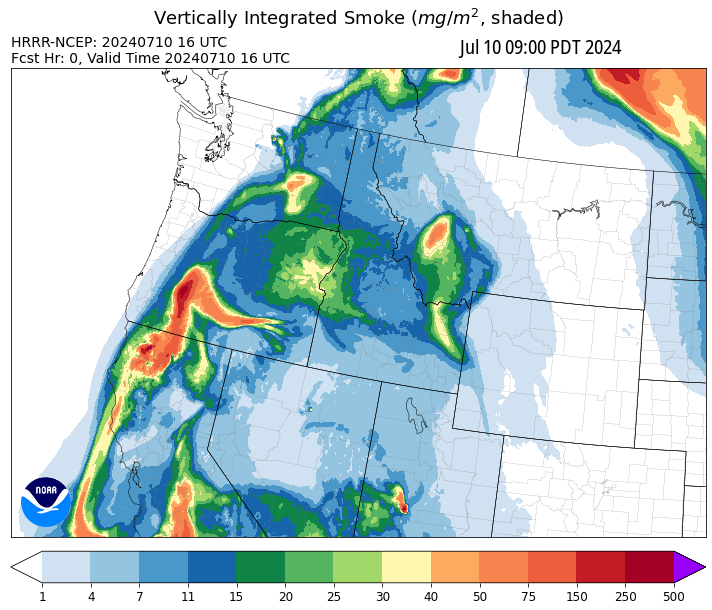 Vertically Integrated Smoke (mg/m², shaded)
HRRR-NCEP: 20240710 16 UTC
Jul 10 09:00 PDT 2024
Fcst Hr: 0, Valid Time 20240710 16 UTC
NOAA
1 4 7 11 15 20 25 30 40 50 75 150 250 500